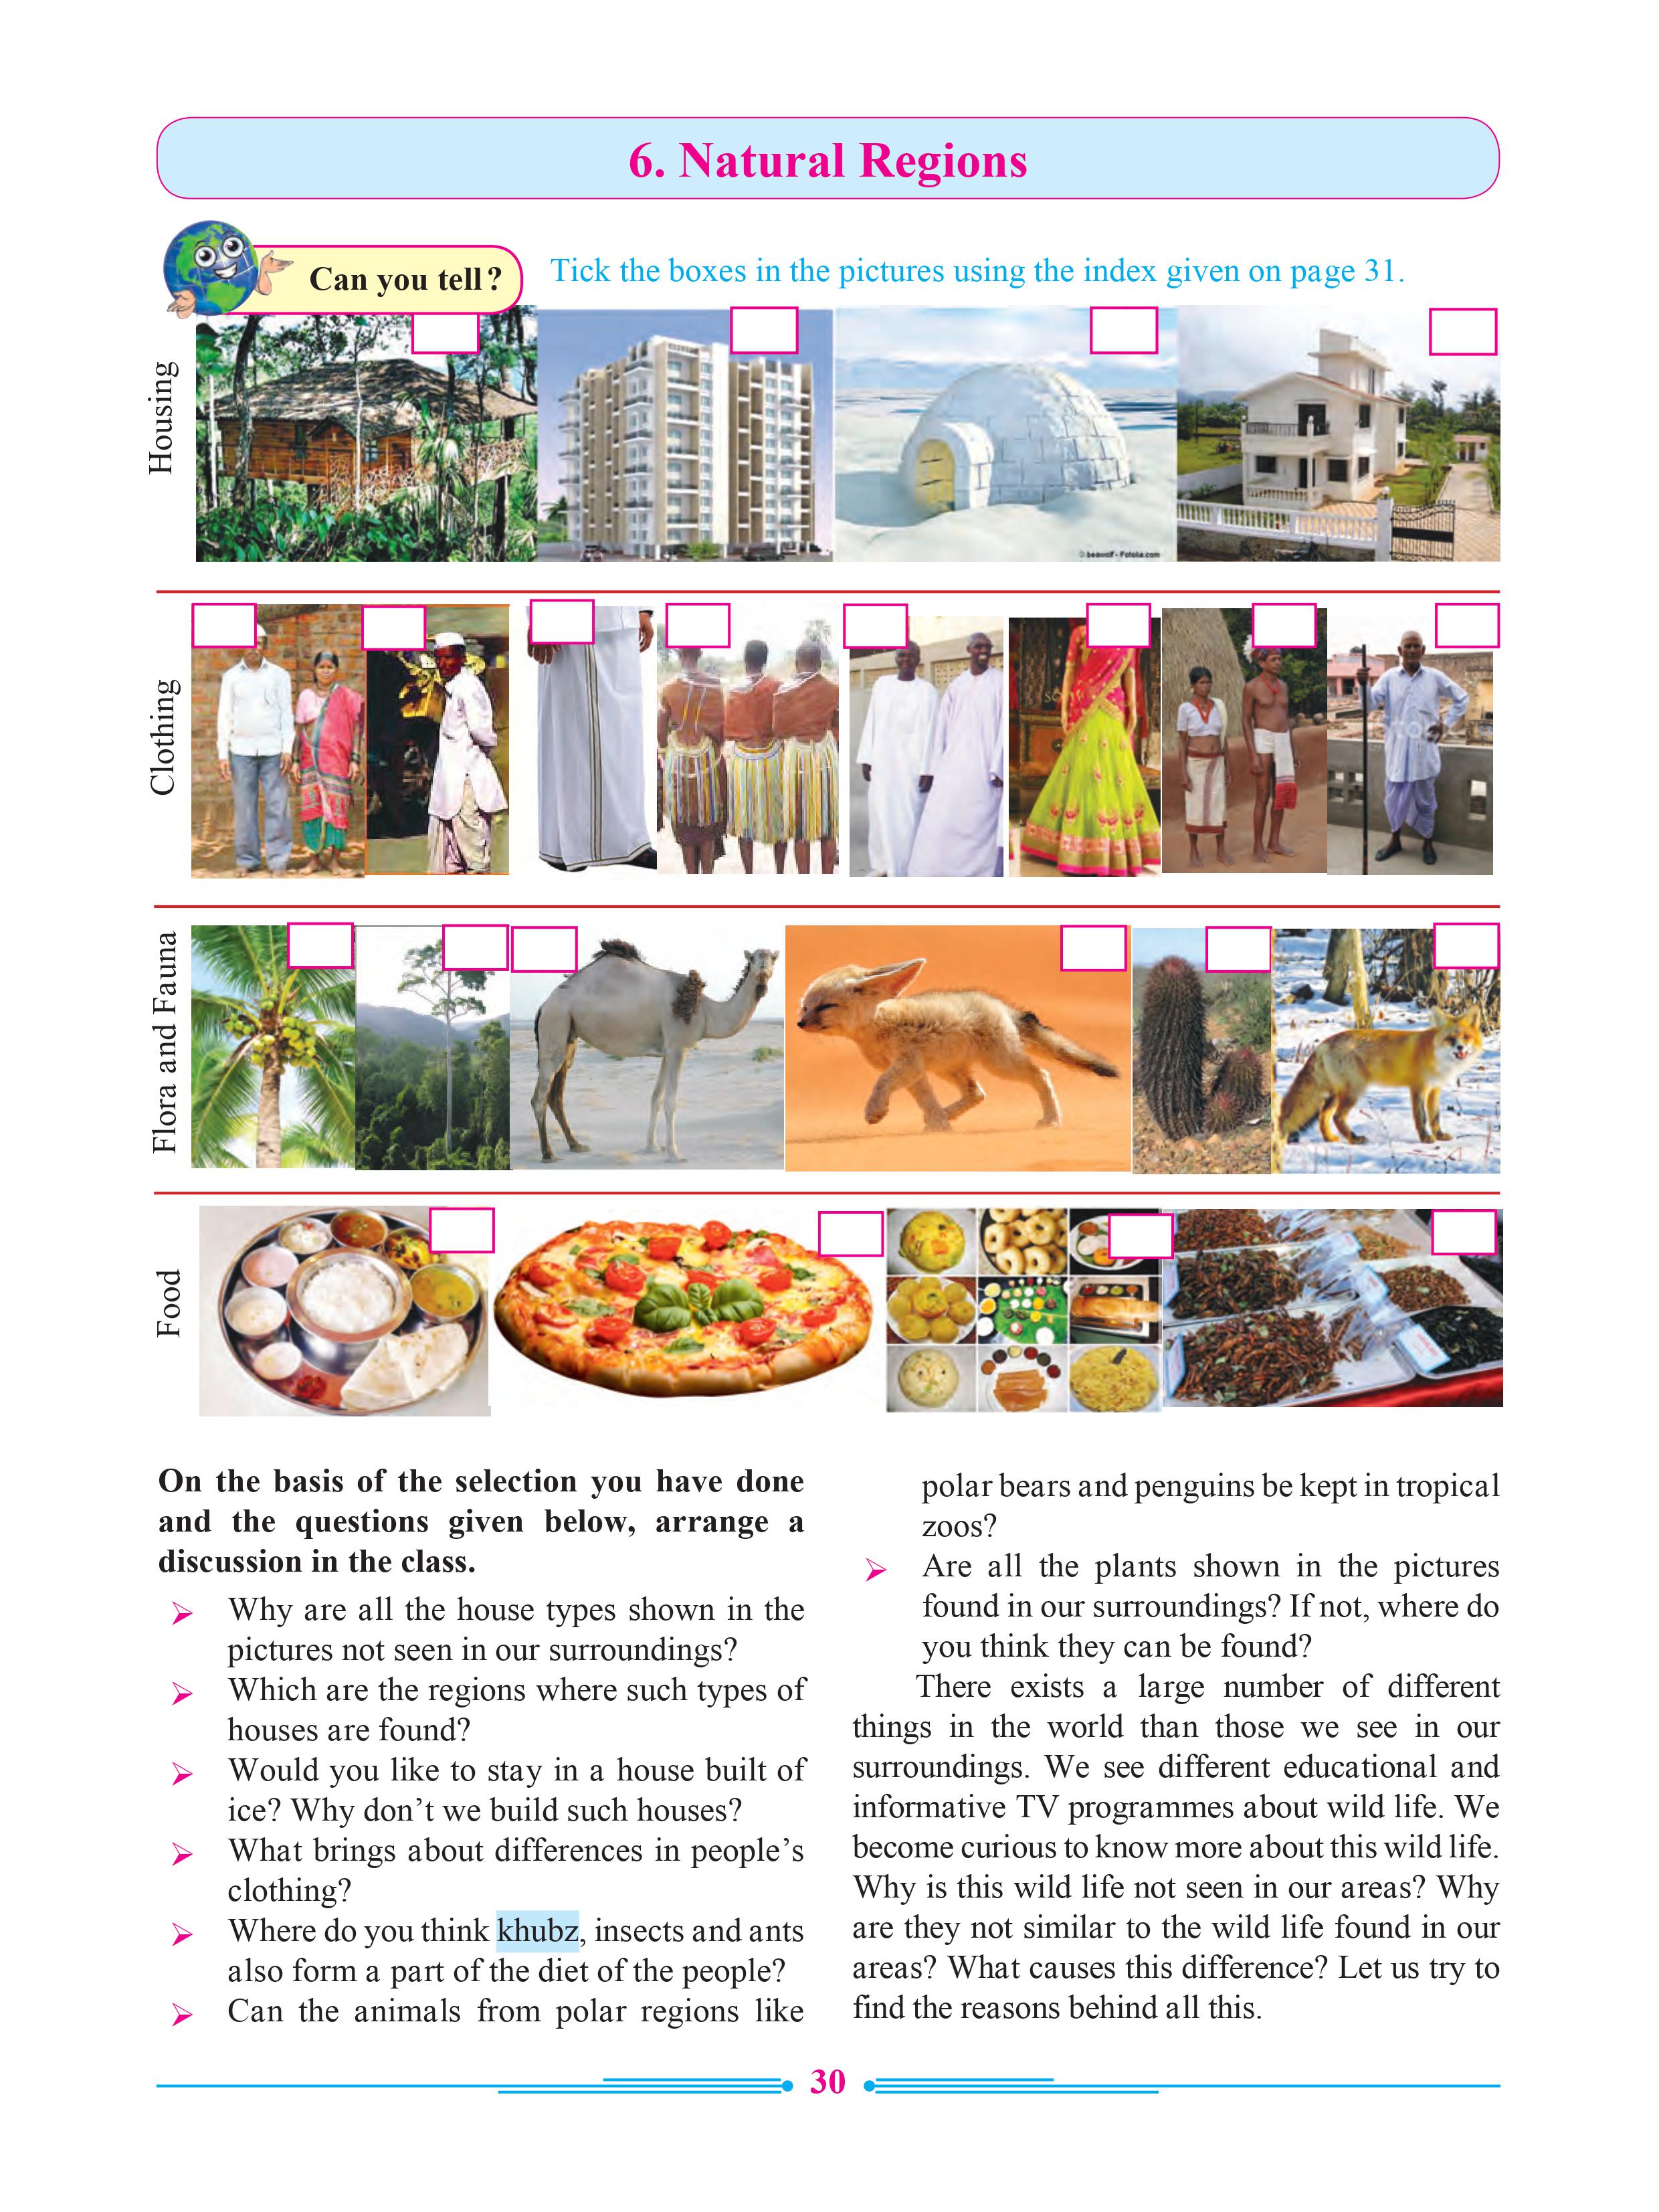 6. Natural Regions
Can you tell?
Tick the boxes in the pictures using the index given on page 31.
Housing
© beawolf - Fotolia.com
Clothing
Flora and Fauna
Food
On the basis of the selection you have done
and the questions given below, arrange a
discussion in the class.
➢ Why are all the house types shown in the
pictures not seen in our surroundings?
➢ Which are the regions where such types of
houses are found?
➢ Would you like to stay in a house built of
ice? Why don’t we build such houses?
➢ What brings about differences in people’s
clothing?
➢ Where do you think khubz, insects and ants
also form a part of the diet of the people?
➢ Can the animals from polar regions like
polar bears and penguins be kept in tropical
zoos?
➢ Are all the plants shown in the pictures
found in our surroundings? If not, where do
you think they can be found?
There exists a large number of different
things in the world than those we see in our
surroundings. We see different educational and
informative TV programmes about wild life. We
become curious to know more about this wild life.
Why is this wild life not seen in our areas? Why
are they not similar to the wild life found in our
areas? What causes this difference? Let us try to
find the reasons behind all this.
30